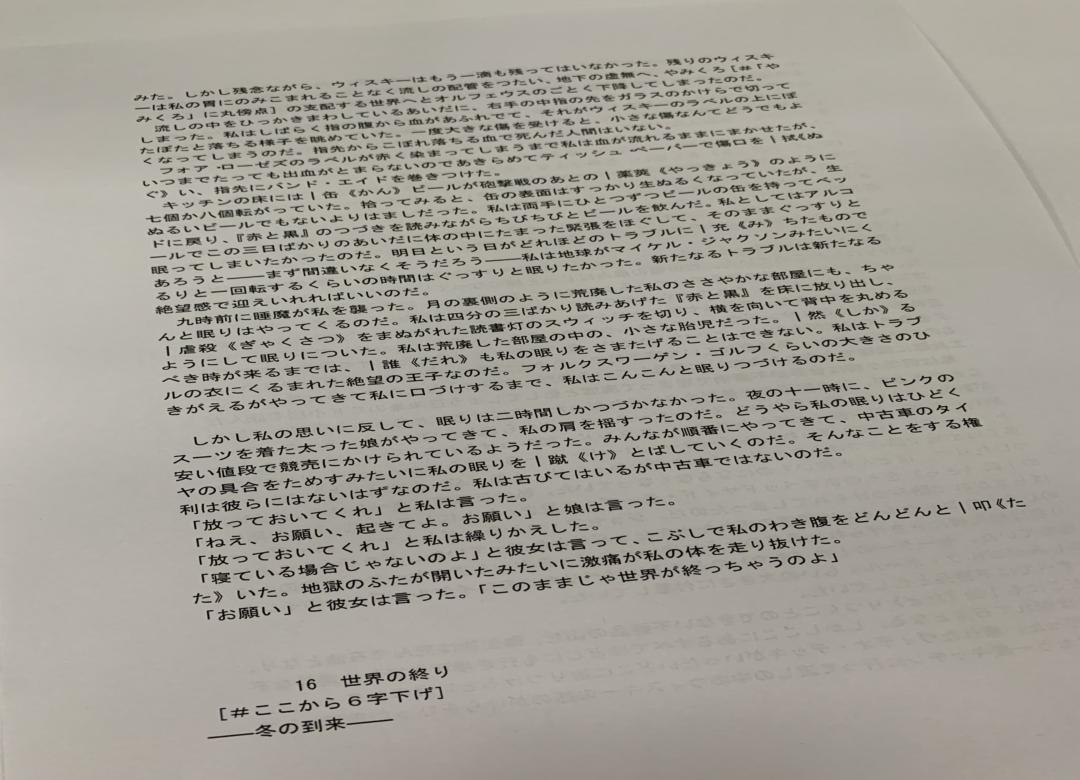 みた。しかし残念ながら、ウィスキーはもう一滴も残ってはいなかった。残りのウィスキ
ーは私の胃にのみこまれることなく流しの配管をつたい、地下の虚無へ、やみくろ[＃「や
みくろ」に丸傍点］の支配する世界へとオルフェウスのごとく下降してしまったのだ。
流しの中をひっかきまわしているあいだに、右手の中指の先をガラスのかけらで切って
しまった。私はしばらく指の腹から血があふれでて、それがウィスキーのラベルの上にぽ
たぽたと落ちる様子を眺めていた。一度大きな傷を受けると、小さな傷なんてどうでもよ
くなってしまうのだ。指先からこぼれ落ちる血で死んだ人間はいない。
フォア・ローゼズのラベルが赤く染まってしまうまで私は血が流れるままにまかせたが、
いつまでたっても出血がとまらないのであきらめてティッシュ・ペーパーで傷口を｜拭《ぬ
ぐ》い、指先にバンド・エイドを巻きつけた。
キッチンの床には｜缶《かん》ビールが砲撃戦のあとの｜薬莢《やっきょう》のように
七個か八個転がっていた。拾ってみると、缶の表面はすっかり生ぬるくなっていたが、生
ぬるいビールでもないよりはましだった。私は両手にひとつずつビールの缶を持ってベッ
ドに戻り、『赤と黒』のつづきを読みながらちびちびとビールを飲んだ。私としてはアルコ
ールでこの三日ばかりのあいだに体の中にたまった緊張をほぐして、そのままぐっすりと
眠ってしまいたかったのだ。明日という日がどれほどのトラブルに｜充《み》ちたもので
あろうと――まず間違いなくそうだろう――私は地球がマイケル・ジャクソンみたいにく
るりと一回転するくらいの時間はぐっすりと眠りたかった。新たなるトラブルは新たなる
絶望感で迎えいれればいいのだ。
九時前に睡魔が私を襲った。月の裏側のように荒廃した私のささやかな部屋にも、ちゃ
んと眠りはやってくるのだ。私は四分の三ばかり読みあげた『赤と黒』を床に放り出し、
｜虐殺《ぎゃくさつ》をまぬがれた読書灯のスウィッチを切り、横を向いて背中を丸める
ようにして眠りについた。私は荒廃した部屋の中の、小さな胎児だった。｜然《しか》る
べき時が来るまでは、｜誰《だれ》も私の眠りをさまたげることはできない。私はトラブ
ルの衣にくるまれた絶望の王子なのだ。フォルクスワーゲン・ゴルフくらいの大きさのひ
きがえるがやってきて私に口づけするまで、私はこんこんと眠りつづけるのだ。
しかし私の思いに反して、眠りは二時間しかつづかなかった。夜の十一時に、ピンクの
スーツを着た太った娘がやってきて、私の肩を揺すったのだ。どうやら私の眠りはひどく
安い値段で競売にかけられているようだった。みんなが順番にやってきて、中古車のタイ
ヤの具合をためすみたいに私の眠りを｜蹴《け》とばしていくのだ。そんなことをする権
利は彼らにはないはずなのだ。私は古びてはいるが中古車ではないのだ。
「放っておいてくれ」と私は言った。
「ねえ、お願い、起きてよ。お願い」と娘は言った。
「放っておいてくれ」と私は繰りかえした。
「寝ている場合じゃないのよ」と彼女は言って、こぶしで私のわき腹をどんどんと｜叩《た
た》いた。地獄のふたが開いたみたいに激痛が私の体を走り抜けた。
「お願い」と彼女は言った。「このままじゃ世界が終っちゃうのよ」
16　世界の終り
［＃ここから６字下げ］
――冬の到来――